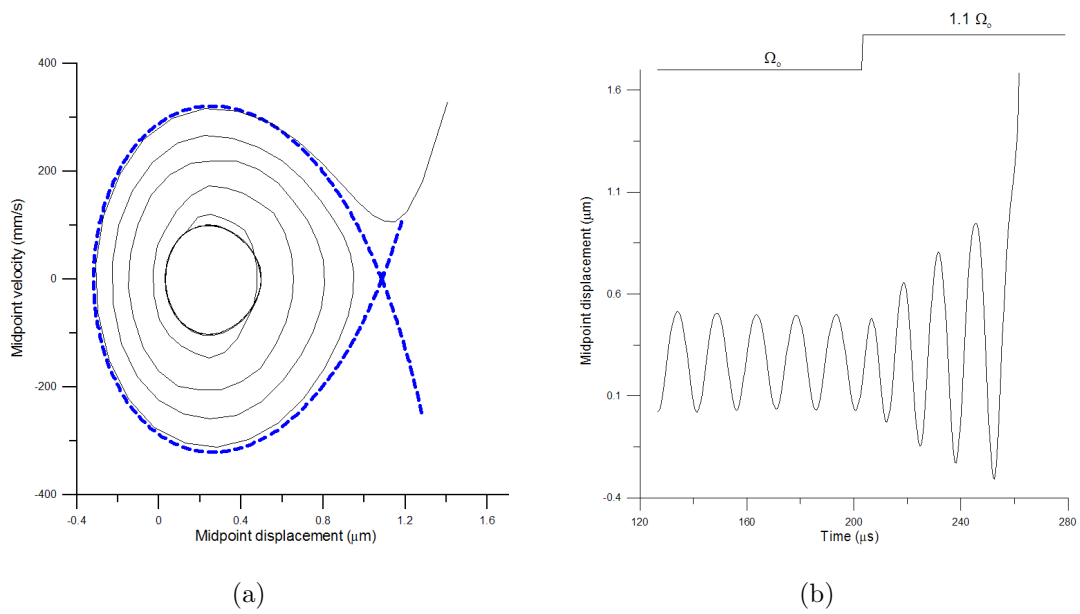 400
200
0
-200
-400
Midpoint velocity (mm/s)
-0.4
0
0.4
0.8
1.2
1.6
Midpoint displacement (μm)
(a)
Ωₒ
1.1 Ωₒ
1.6
1.1
0.6
0.1
-0.4
Midpoint displacement (μm)
120
160
200
240
280
Time (μs)
(b)